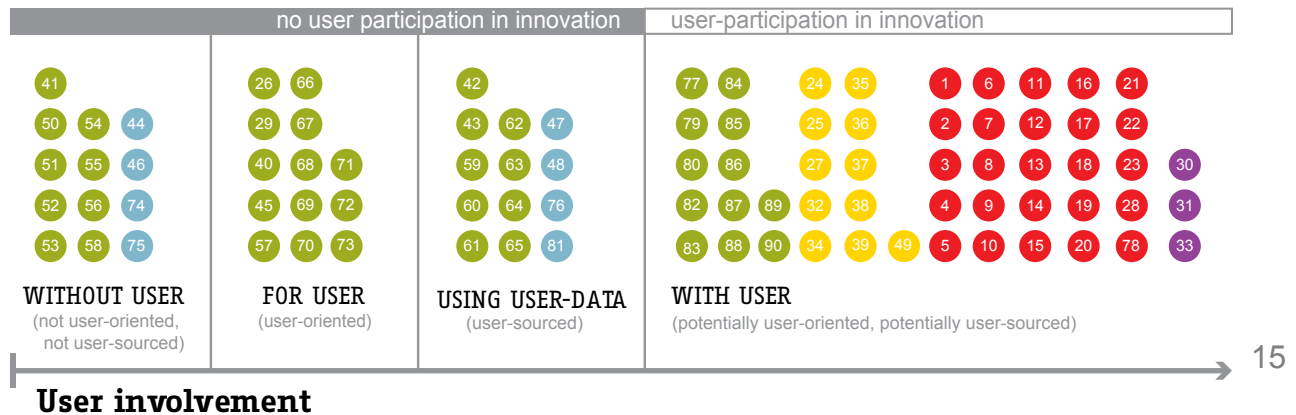 no user participation in innovation user-participation in innovation
41 26 66 42 77 84 24 35 1 6 11 16 21
50 54 44 29 67 43 62 47 79 85 25 36 2 7 12 17 22
51 55 46 40 68 71 59 63 48 80 86 27 37 3 8 13 18 23 30
52 56 74 45 69 72 60 64 76 82 87 89 32 38 4 9 14 19 28 31
53 58 75 57 70 73 61 65 81 83 88 90 34 39 49 5 10 15 20 78 33
WITHOUT USER FOR USER USING USER-DATA WITH USER
(not user-oriented, (user-oriented) (user-sourced) (potentially user-oriented, potentially user-sourced)
not user-sourced)
15
User involvement